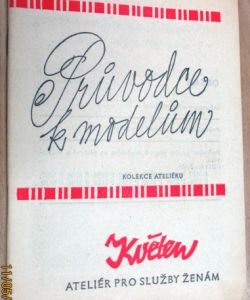 Průvodce
k modelům
KOLEKCE ATELIÉRU
Květen
ATELIÉR PRO SLUŽBY ŽENÁM